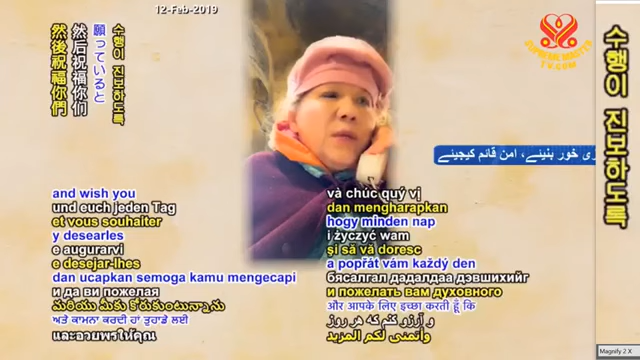 12-Feb-2019
SUPREME MASTER
TV.COM
수행이 진보하도록
願っていると
然后祝福你们
然後祝福你們
수행이 진보하도록
ری خور بنیئے، امن قائم کیجیئے
and wish you
und euch jeden Tag
et vous souhaiter
y desearles
e augurarvi
e desejar-lhes
dan ucapkan semoga kamu mengecapi
и да ви пожелая
మరియు మీకు కోరుకుంటున్నాను
ਅਤੇ ਕਾਮਨਾ ਕਰਦੀ ਹਾਂ ਤੁਹਾਡੇ ਲਈ
และอวยพรให้คุณ
và chúc quý vị
dan mengharapkan
hogy minden nap
i życzyć wam
și să vă doresc
a popřát vám každý den
бясалгал дадалдаа дэвшихийг
и пожелать вам духовного
और आपके लिए इच्छा करती हूँ कि
و آرزو کنم که هر روز
وأتمنى لكم المزيد
Magnify 2 X